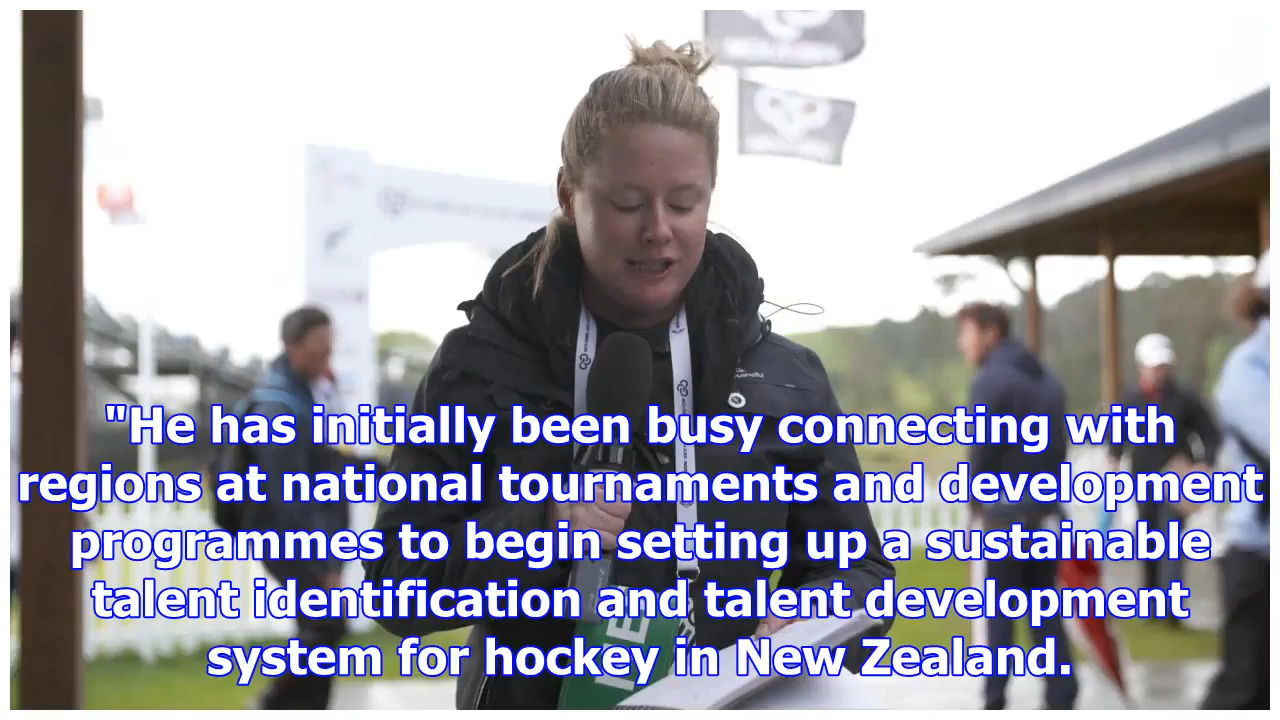 "He has initially been busy connecting with
regions at national tournaments and development
programmes to begin setting up a sustainable
talent identification and talent development
system for hockey in New Zealand.